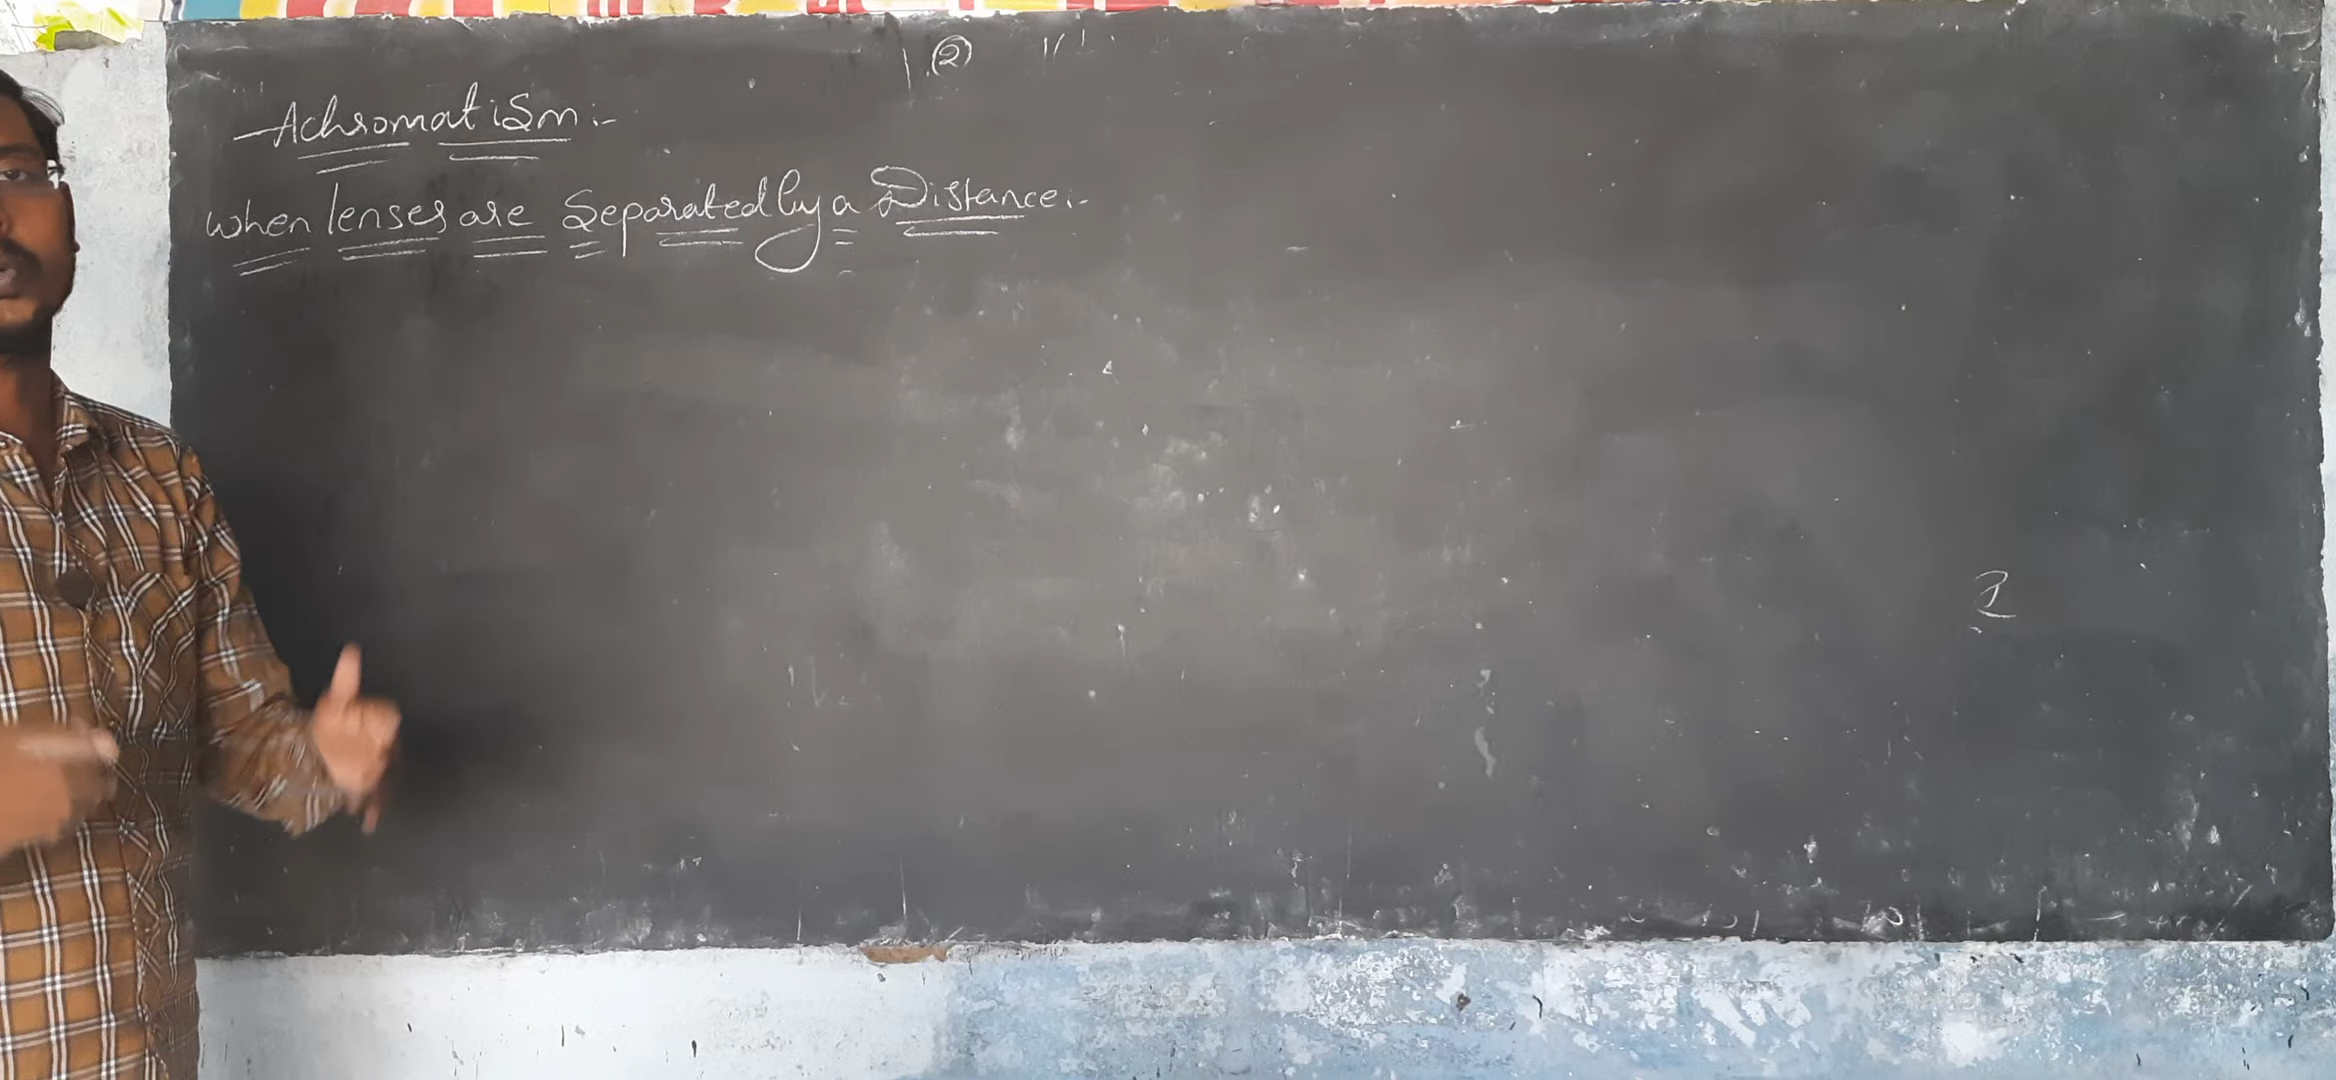 ②
Achromatism:-
when lenses are separated by a Distance:-